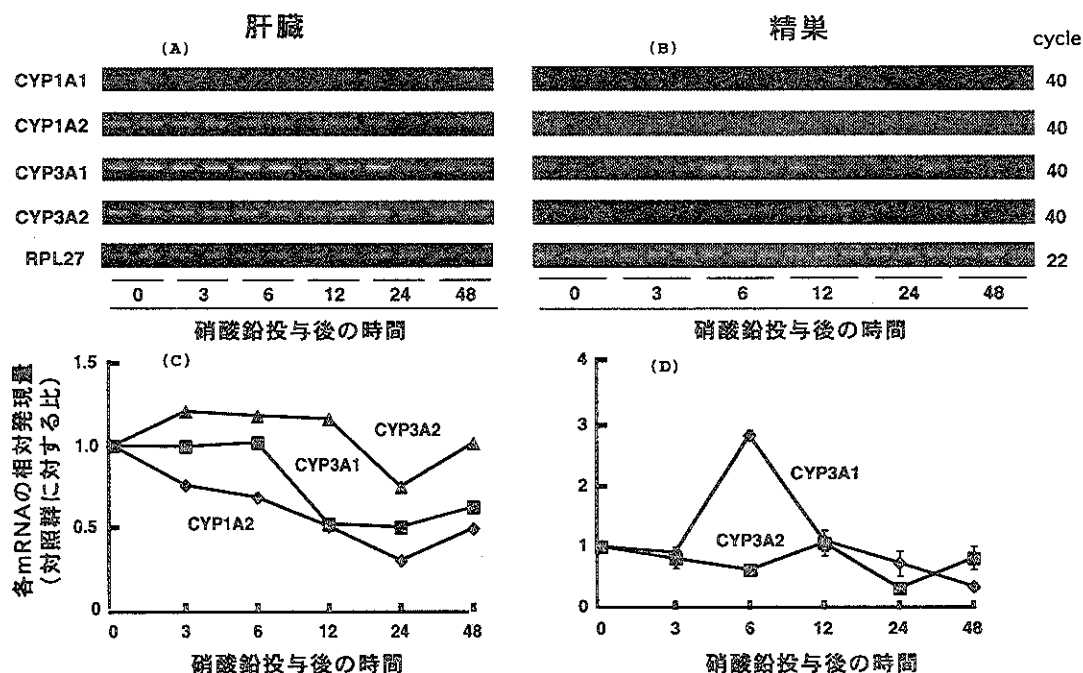 肝臓
精巣
(A)
(B)
cycle
CYP1A1
40
CYP1A2
40
CYP3A1
40
CYP3A2
40
RPL27
22
0 3 6 12 24 48
0 3 6 12 24 48
硝酸鉛投与後の時間
硝酸鉛投与後の時間
各mRNAの相対発現量
(対照群に対する比)
(C)
1.5
1.0
0.5
0
CYP3A2
CYP3A1
CYP1A2
0 3 6 12 24 48
硝酸鉛投与後の時間
(D)
4
3
2
1
0
CYP3A1
CYP3A2
0 3 6 12 24 48
硝酸鉛投与後の時間